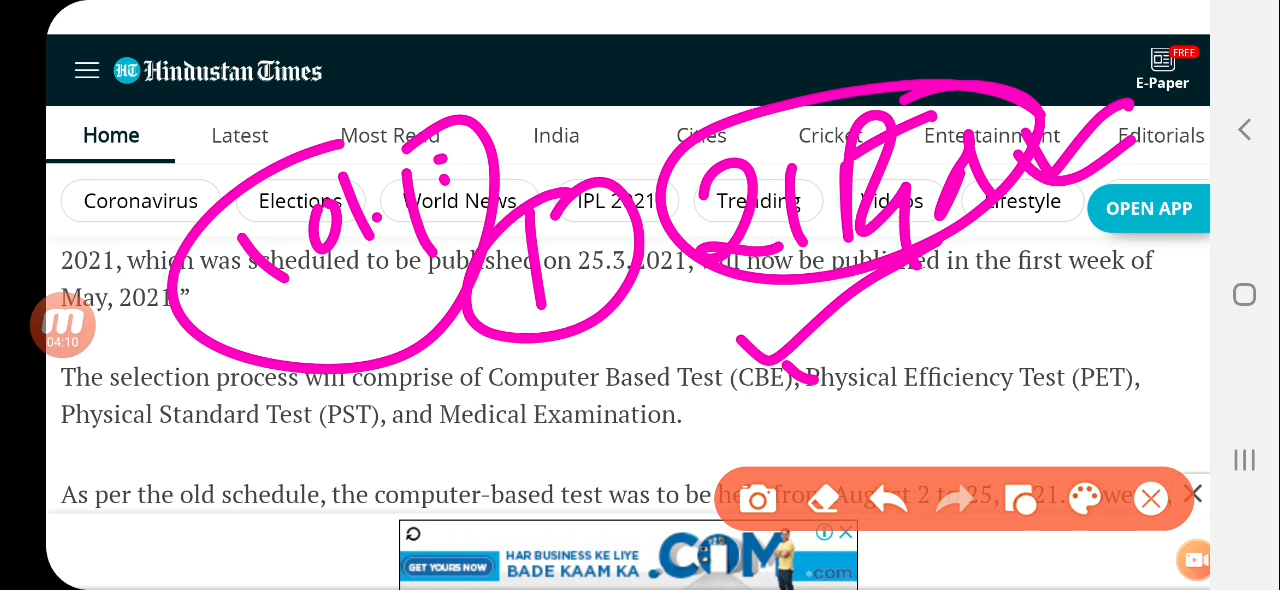 Hindustan Times
FREE
E-Paper
Home Latest Most Read India Cities Cricket Entertainment Editorials
Coronavirus Elections World News IPL 2021 Trending Videos Lifestyle
OPEN APP
2021, which was scheduled to be published on 25.3.2021, will now be published in the first week of
May, 2021.”
04:10
The selection process will comprise of Computer Based Test (CBE), Physical Efficiency Test (PET),
Physical Standard Test (PST), and Medical Examination.
As per the old schedule, the computer-based test was to be held from August 2 to 25, 2021.
HAR BUSINESS KE LIYE
GET YOURS NOW BADE KAAM KA .COM
.com